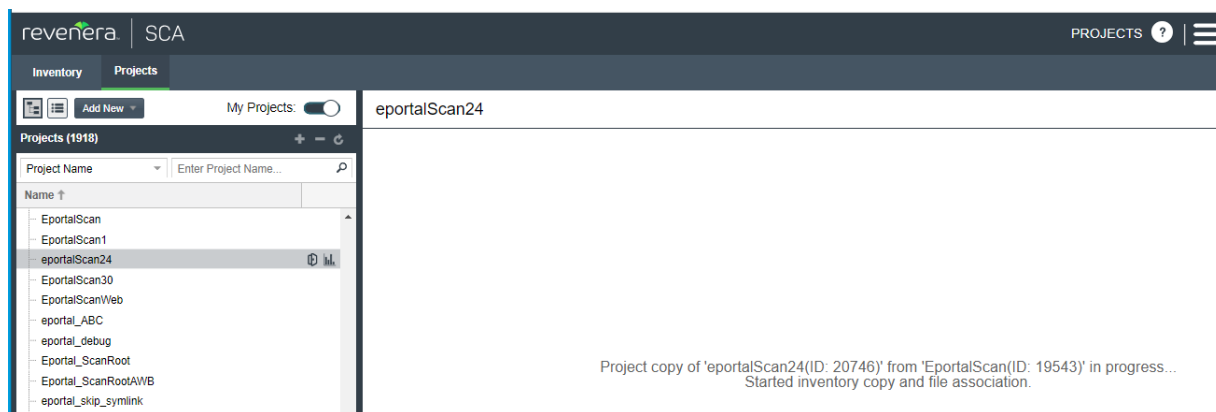 revenera. SCA
PROJECTS ?
Inventory Projects
Add New My Projects:
eportalScan24
Projects (1918)
Project Name Enter Project Name...
Name
EportalScan
EportalScan1
eportalScan24
EportalScan30
EportalScanWeb
eportal_ABC
eportal_debug
Eportal_ScanRoot
Eportal_ScanRootAWB
eportal_skip_symlink
Project copy of 'eportalScan24(ID: 20746)' from 'EportalScan(ID: 19543)' in progress...
Started inventory copy and file association.